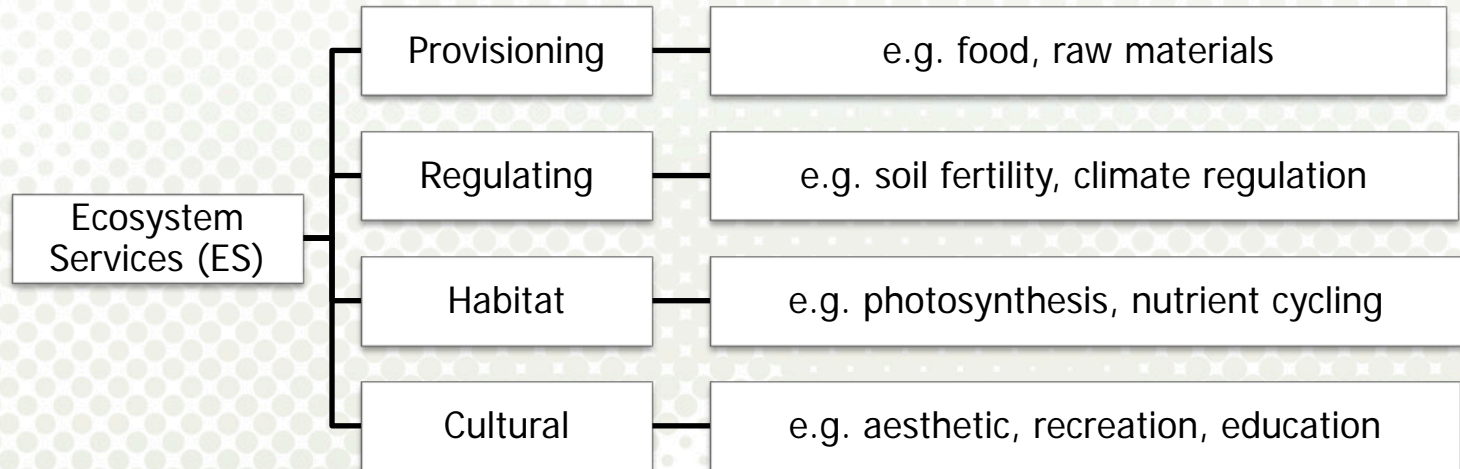 Provisioning
e.g. food, raw materials
Regulating
e.g. soil fertility, climate regulation
Ecosystem
Services (ES)
Habitat
e.g. photosynthesis, nutrient cycling
Cultural
e.g. aesthetic, recreation, education